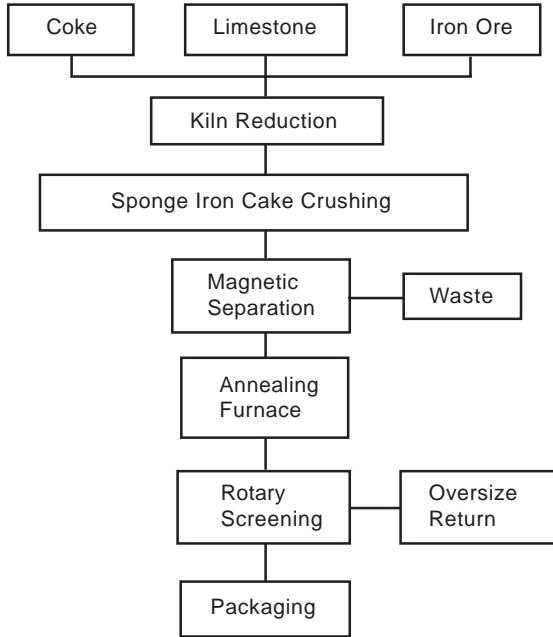 Coke
Limestone
Iron Ore
Kiln Reduction
Sponge Iron Cake Crushing
Magnetic
Separation
Waste
Annealing
Furnace
Rotary
Screening
Oversize
Return
Packaging